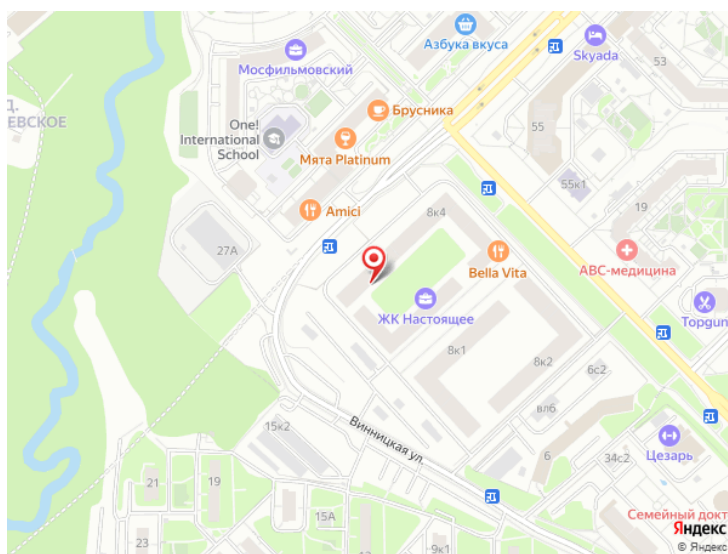 Азбука вкуса
Skyada
53
Мосфильмовский
Д.
ЕВСКОЕ
Брусника
One!
International
School
55
Мята Platinum
55к1
Amici
8к4
19
27А
Bella Vita
АВС-медицина
ЖК Настоящее
Topgun
8к1
8к2
6с2
вл6
Винницкая ул.
15к2
Цезарь
6
34с2
21
19
15А
Семейный докт
Яндекс
23
9к1
© Яндекс